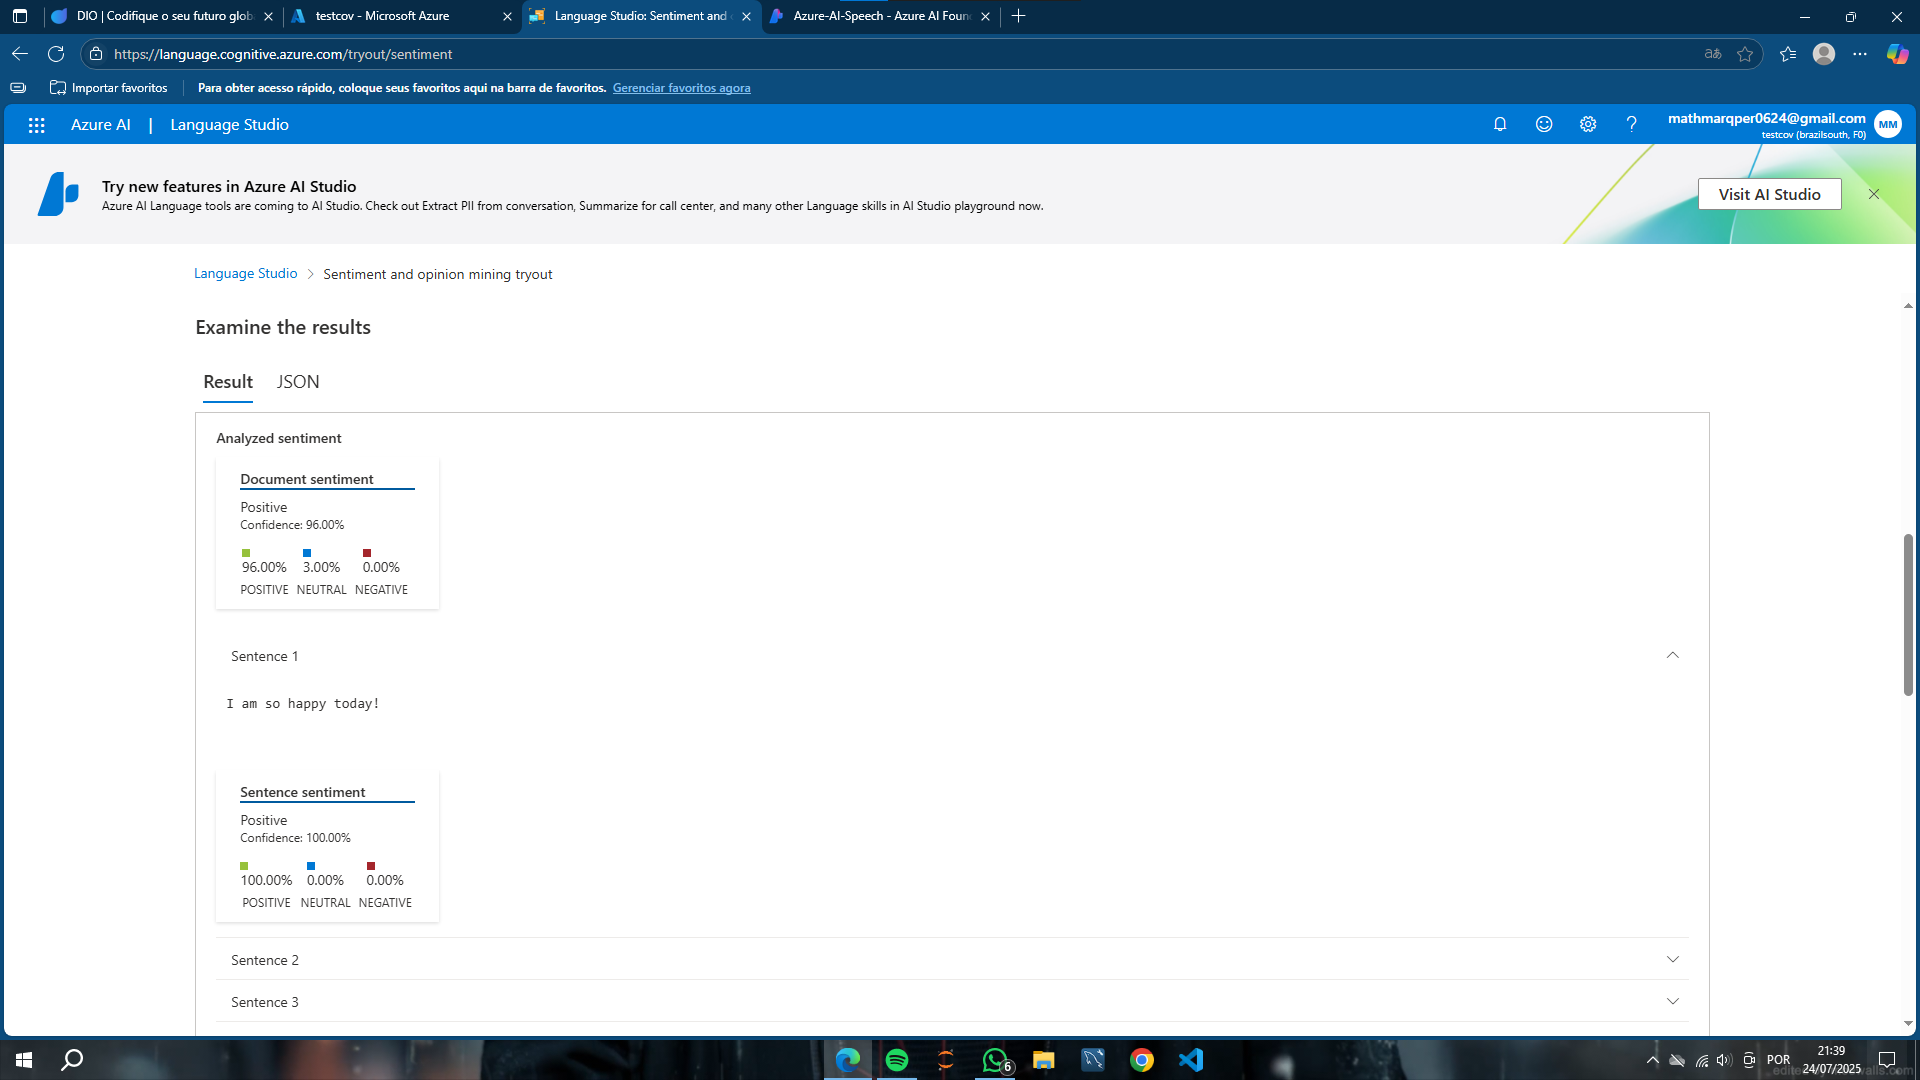 DIO | Codifique o seu futuro glob
testcov - Microsoft Azure
Language Studio: Sentiment and
Azure-AI-Speech - Azure AI Foun
https://language.cognitive.azure.com/tryout/sentiment
Importar favoritos
Para obter acesso rápido, coloque seus favoritos aqui na barra de favoritos. Gerenciar favoritos agora
Azure AI | Language Studio
mathmarqper0624@gmail.com
testcov (brazilsouth, F0)
MM
Try new features in Azure AI Studio
Azure AI Language tools are coming to AI Studio. Check out Extract PII from conversation, Summarize for call center, and many other Language skills in AI Studio playground now.
Visit AI Studio
Language Studio > Sentiment and opinion mining tryout
Examine the results
Result JSON
Analyzed sentiment
Document sentiment
Positive
Confidence: 96.00%
96.00% 3.00% 0.00%
POSITIVE NEUTRAL NEGATIVE
Sentence 1
I am so happy today!
Sentence sentiment
Positive
Confidence: 100.00%
100.00% 0.00% 0.00%
POSITIVE NEUTRAL NEGATIVE
Sentence 2
Sentence 3
6
POR
21:39
24/07/2025